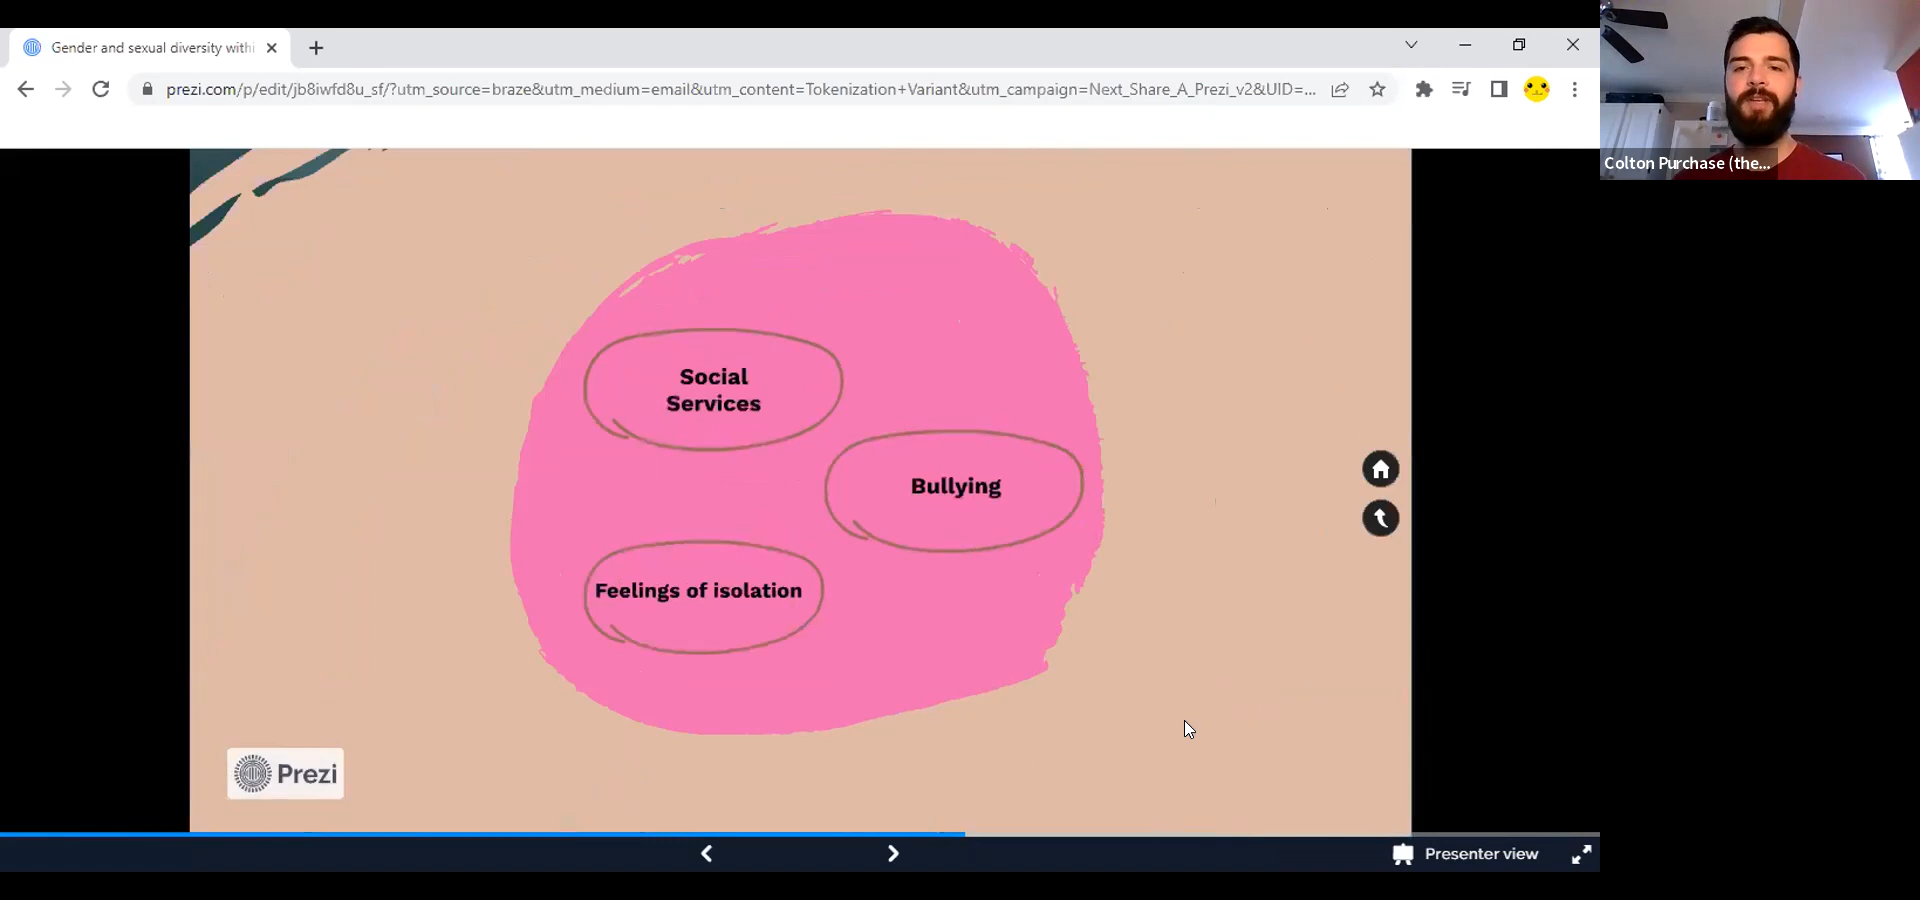 Gender and sexual diversity withi
prezi.com/p/edit/jb8iwfd8u_sf/?utm_source=braze&utm_medium=email&utm_content=Tokenization+Variant&utm_campaign=Next_Share_A_Prezi_v2&UID=...
Colton Purchase (the...
Social
Services
Bullying
Feelings of isolation
Prezi
Presenter view